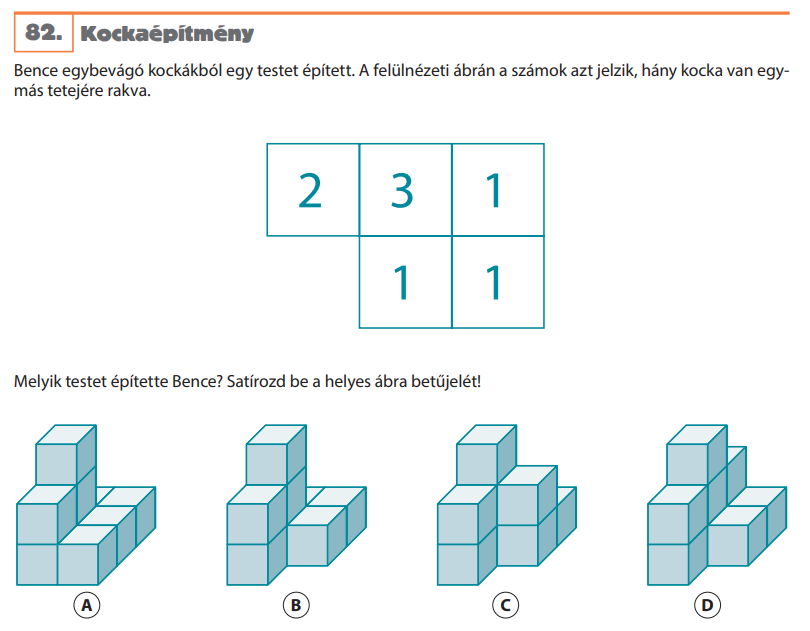 82. Kockaépítmény
Bence egybevágó kockákból egy testet épített. A felülnézeti ábrán a számok azt jelzik, hány kocka van egy-
más tetejére rakva.
2 3 1
1 1
Melyik testet építette Bence? Satírozd be a helyes ábra betűjelét!
A B C D